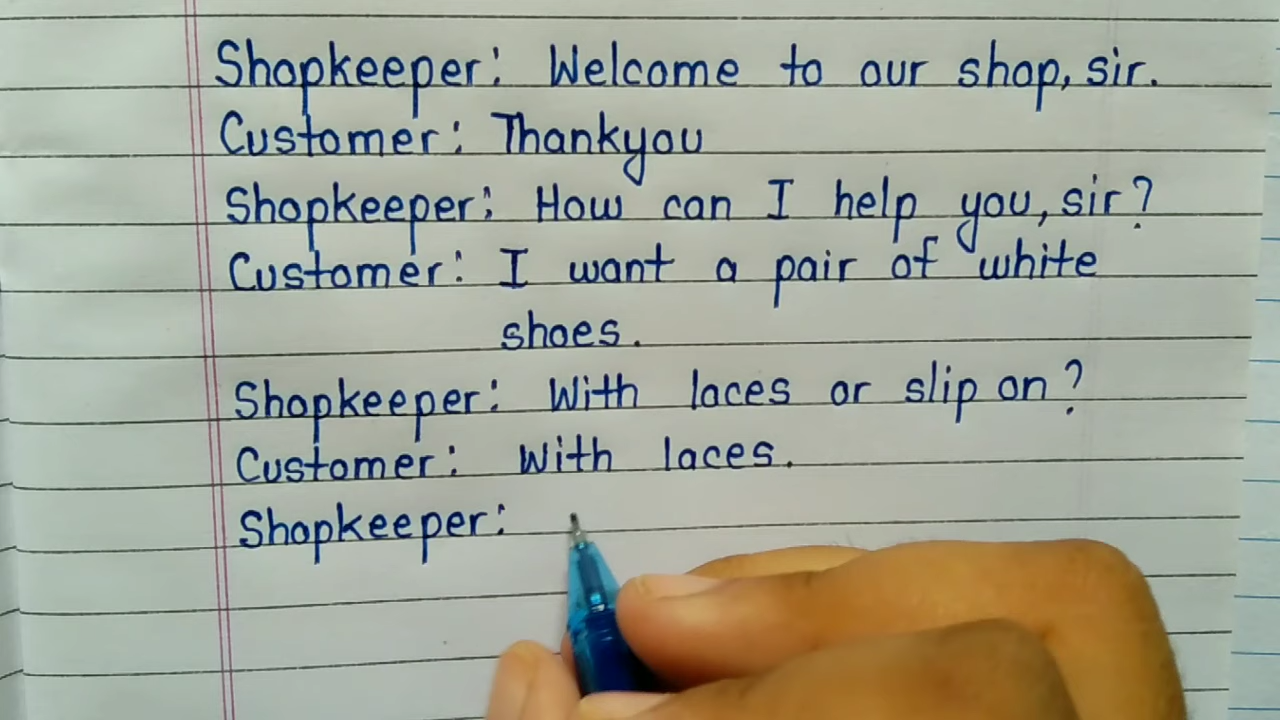 Shopkeeper: Welcome to our shop, sir.
Customer: Thankyou
Shopkeeper: How can I help you, sir?
Customer: I want a pair of white
shoes.
Shopkeeper: With laces or slip on?
Customer: With laces.
Shopkeeper: